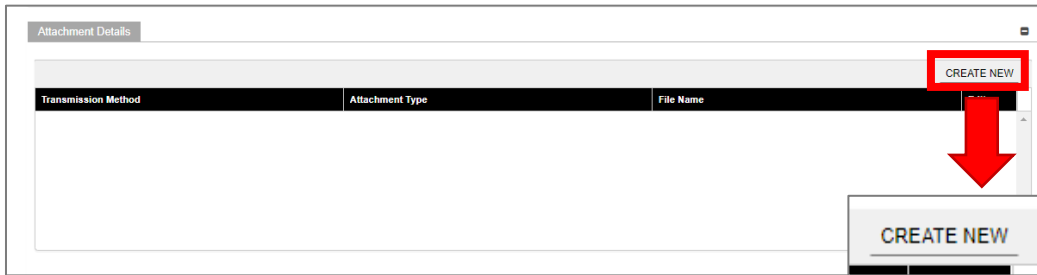 Attachment Details
CREATE NEW
Transmission Method Attachment Type File Name
CREATE NEW